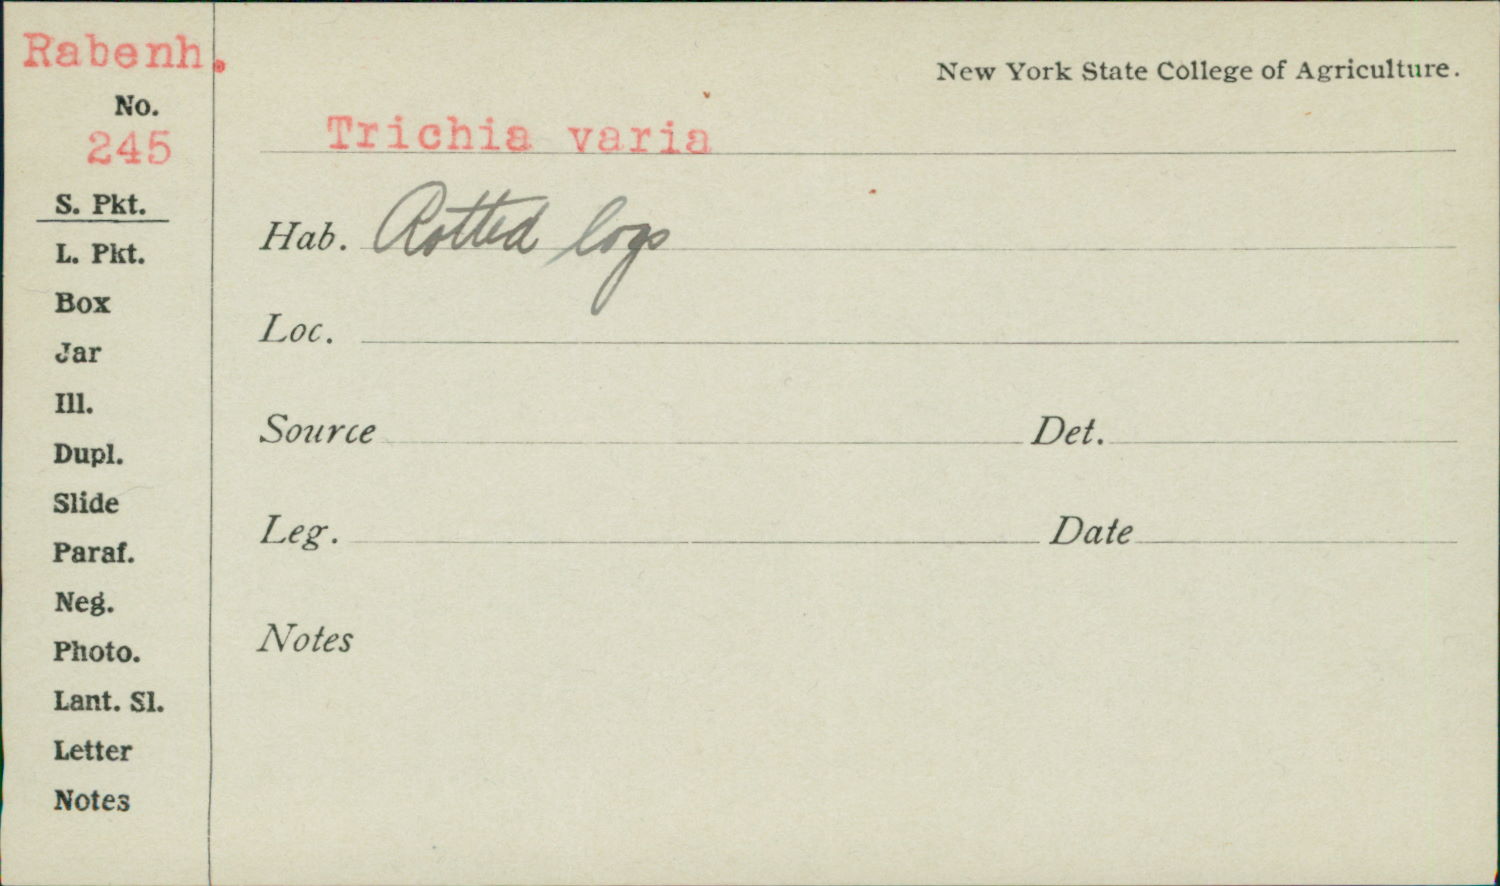 Rabenh.
No.
245
S. Pkt.
L. Pkt.
Box
Jar
Ill.
Dupl.
Slide
Paraf.
Neg.
Photo.
Lant. Sl.
Letter
Notes
New York State College of Agriculture.
Trichia varia
Hab. Rotted logs
Loc.
Source Det.
Leg. Date
Notes